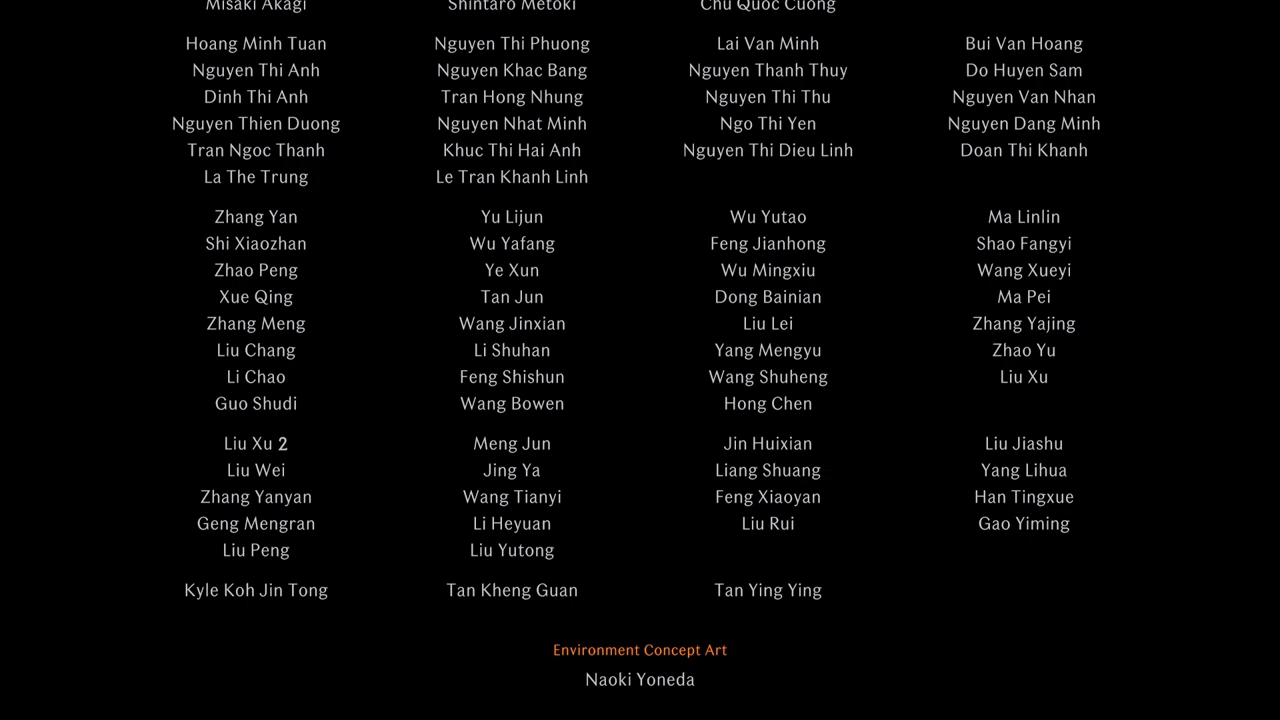 Misaki Akagi Shintaro Metoki Chu Quoc Cuong
Hoang Minh Tuan Nguyen Thi Phuong Lai Van Minh Bui Van Hoang
Nguyen Thi Anh Nguyen Khac Bang Nguyen Thanh Thuy Do Huyen Sam
Dinh Thi Anh Tran Hong Nhung Nguyen Thi Thu Nguyen Van Nhan
Nguyen Thien Duong Nguyen Nhat Minh Ngo Thi Yen Nguyen Dang Minh
Tran Ngoc Thanh Khuc Thi Hai Anh Nguyen Thi Dieu Linh Doan Thi Khanh
La The Trung Le Tran Khanh Linh
Zhang Yan Yu Lijun Wu Yutao Ma Linlin
Shi Xiaozhan Wu Yafang Feng Jianhong Shao Fangyi
Zhao Peng Ye Xun Wu Mingxiu Wang Xueyi
Xue Qing Tan Jun Dong Bainian Ma Pei
Zhang Meng Wang Jinxian Liu Lei Zhang Yajing
Liu Chang Li Shuhan Yang Mengyu Zhao Yu
Li Chao Feng Shishun Wang Shuheng Liu Xu
Guo Shudi Wang Bowen Hong Chen
Liu Xu 2 Meng Jun Jin Huixian Liu Jiashu
Liu Wei Jing Ya Liang Shuang Yang Lihua
Zhang Yanyan Wang Tianyi Feng Xiaoyan Han Tingxue
Geng Mengran Li Heyuan Liu Rui Gao Yiming
Liu Peng Liu Yutong
Kyle Koh Jin Tong Tan Kheng Guan Tan Ying Ying
Environment Concept Art
Naoki Yoneda